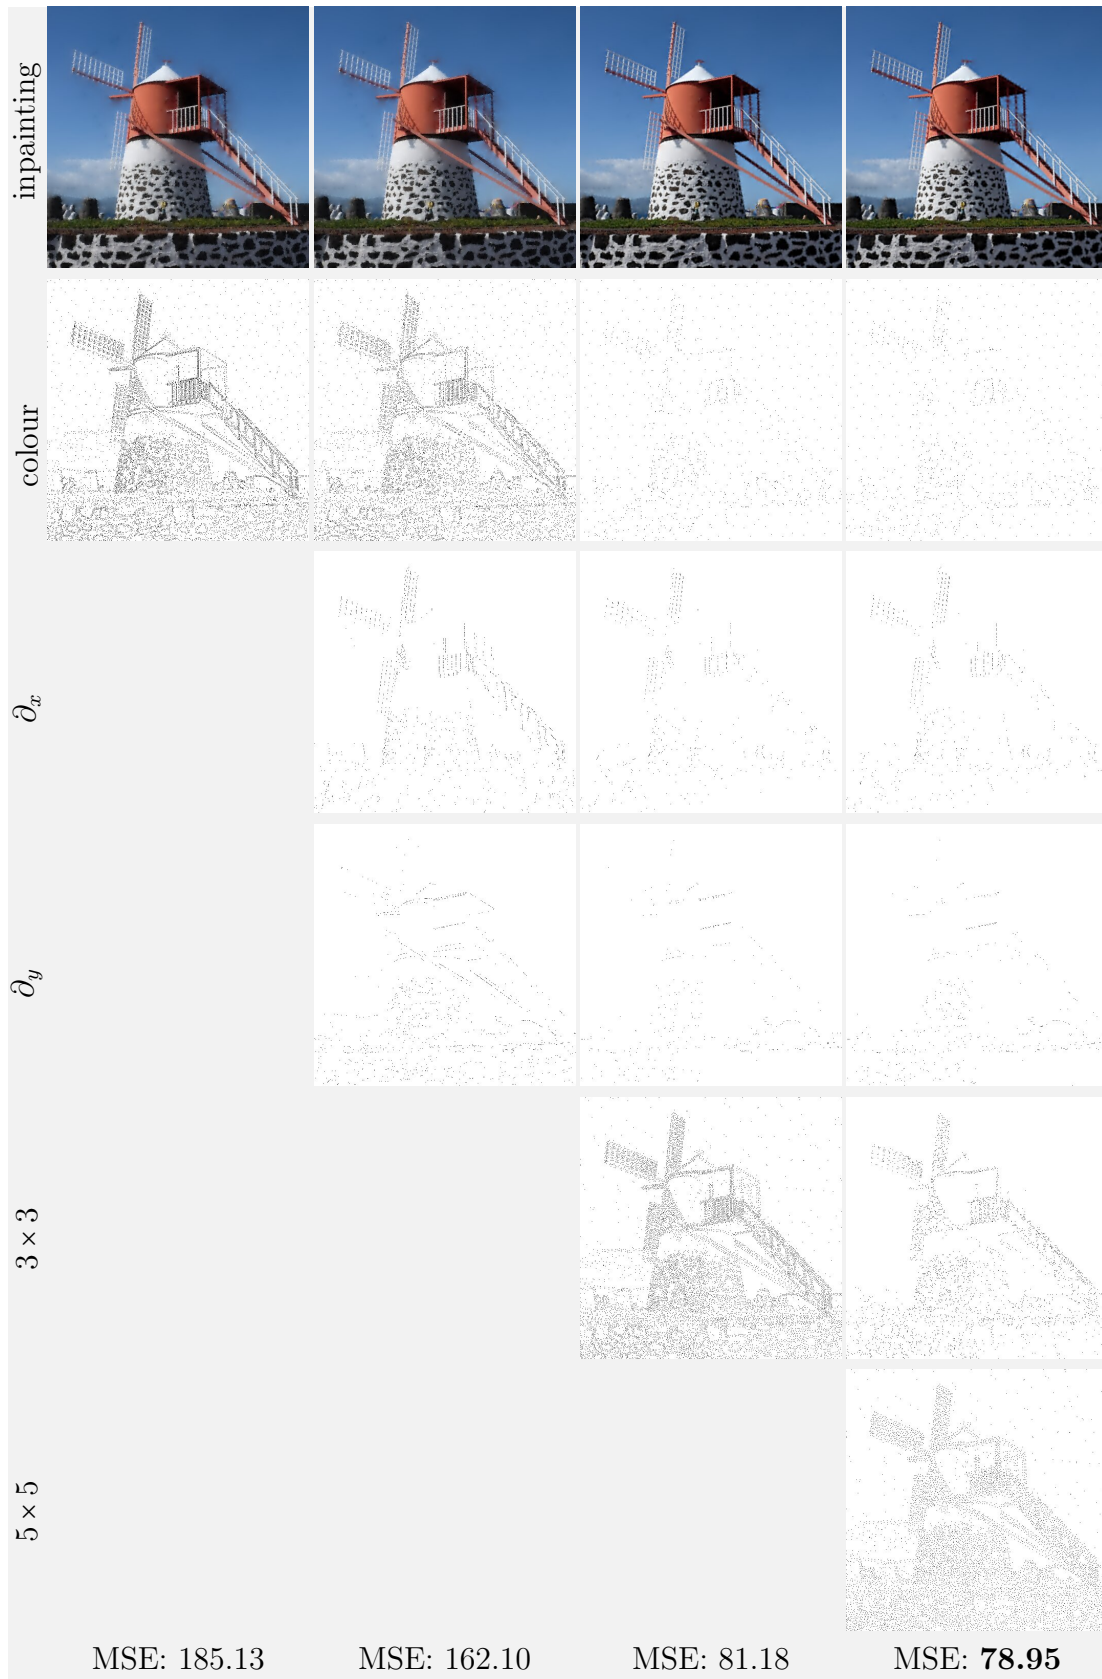 inpainting
colour
∂x
∂y
3 × 3
5 × 5
MSE: 185.13
MSE: 162.10
MSE: 81.18
MSE: 78.95